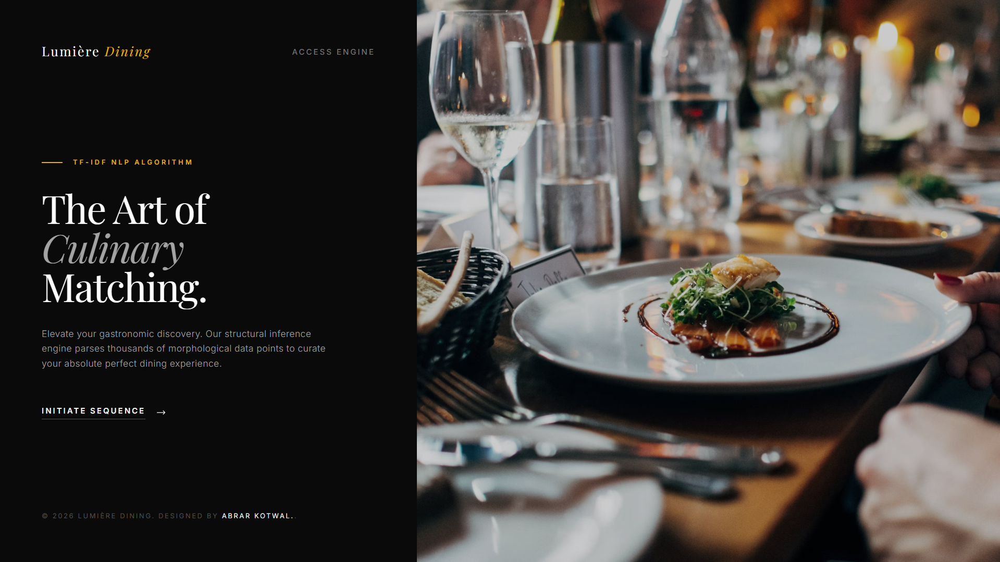 Lumière Dining
ACCESS ENGINE
TF-IDF NLP ALGORITHM
The Art of
Culinary
Matching.
Elevate your gastronomic discovery. Our structural inference
engine parses thousands of morphological data points to curate
your absolute perfect dining experience.
INITIATE SEQUENCE →
© 2026 LUMIÈRE DINING. DESIGNED BY ABRAR KOTWAL..